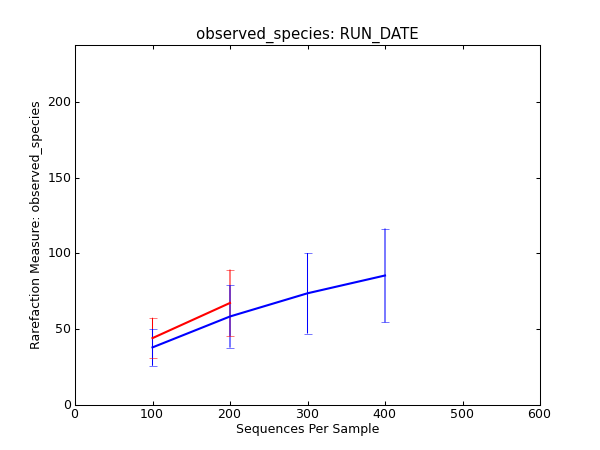 observed_species: RUN_DATE
Rarefaction Measure: observed_species
200
150
100
50
0
0 100 200 300 400 500 600
Sequences Per Sample